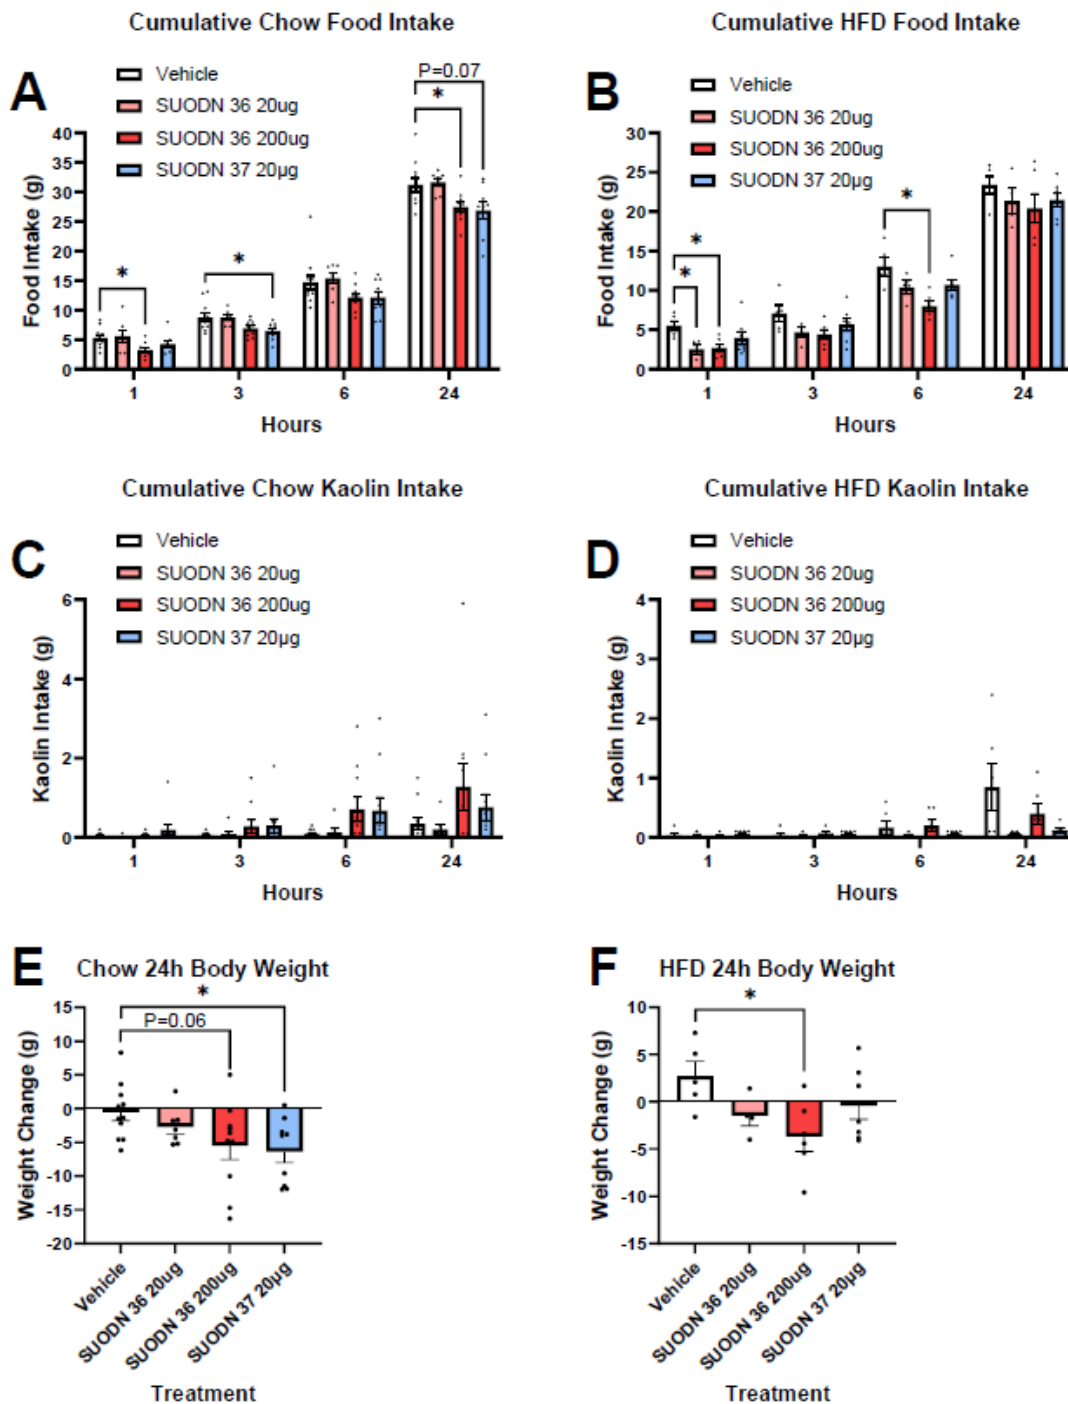 Cumulative Chow Food Intake
A
Vehicle
SUODN 36 20ug
SUODN 36 200ug
SUODN 37 20µg
P=0.07
*
*
*
Food Intake (g)
40
35
30
25
20
15
10
5
0
1 3 6 24
Hours
Cumulative HFD Food Intake
B
Vehicle
SUODN 36 20ug
SUODN 36 200ug
SUODN 37 20µg
*
*
*
Food Intake (g)
30
25
20
15
10
5
0
1 3 6 24
Hours
Cumulative Chow Kaolin Intake
C
Vehicle
SUODN 36 20ug
SUODN 36 200ug
SUODN 37 20µg
Kaolin Intake (g)
6
4
2
0
1 3 6 24
Hours
Cumulative HFD Kaolin Intake
D
Vehicle
SUODN 36 20ug
SUODN 36 200ug
SUODN 37 20µg
Kaolin Intake (g)
4
3
2
1
0
1 3 6 24
Hours
E
Chow 24h Body Weight
*
P=0.06
Weight Change (g)
15
10
5
0
-5
-10
-15
-20
Vehicle
SUODN 36 20ug
SUODN 36 200ug
SUODN 37 20µg
Treatment
F
HFD 24h Body Weight
*
Weight Change (g)
10
5
0
-5
-10
-15
Vehicle
SUODN 36 20ug
SUODN 36 200ug
SUODN 37 20µg
Treatment